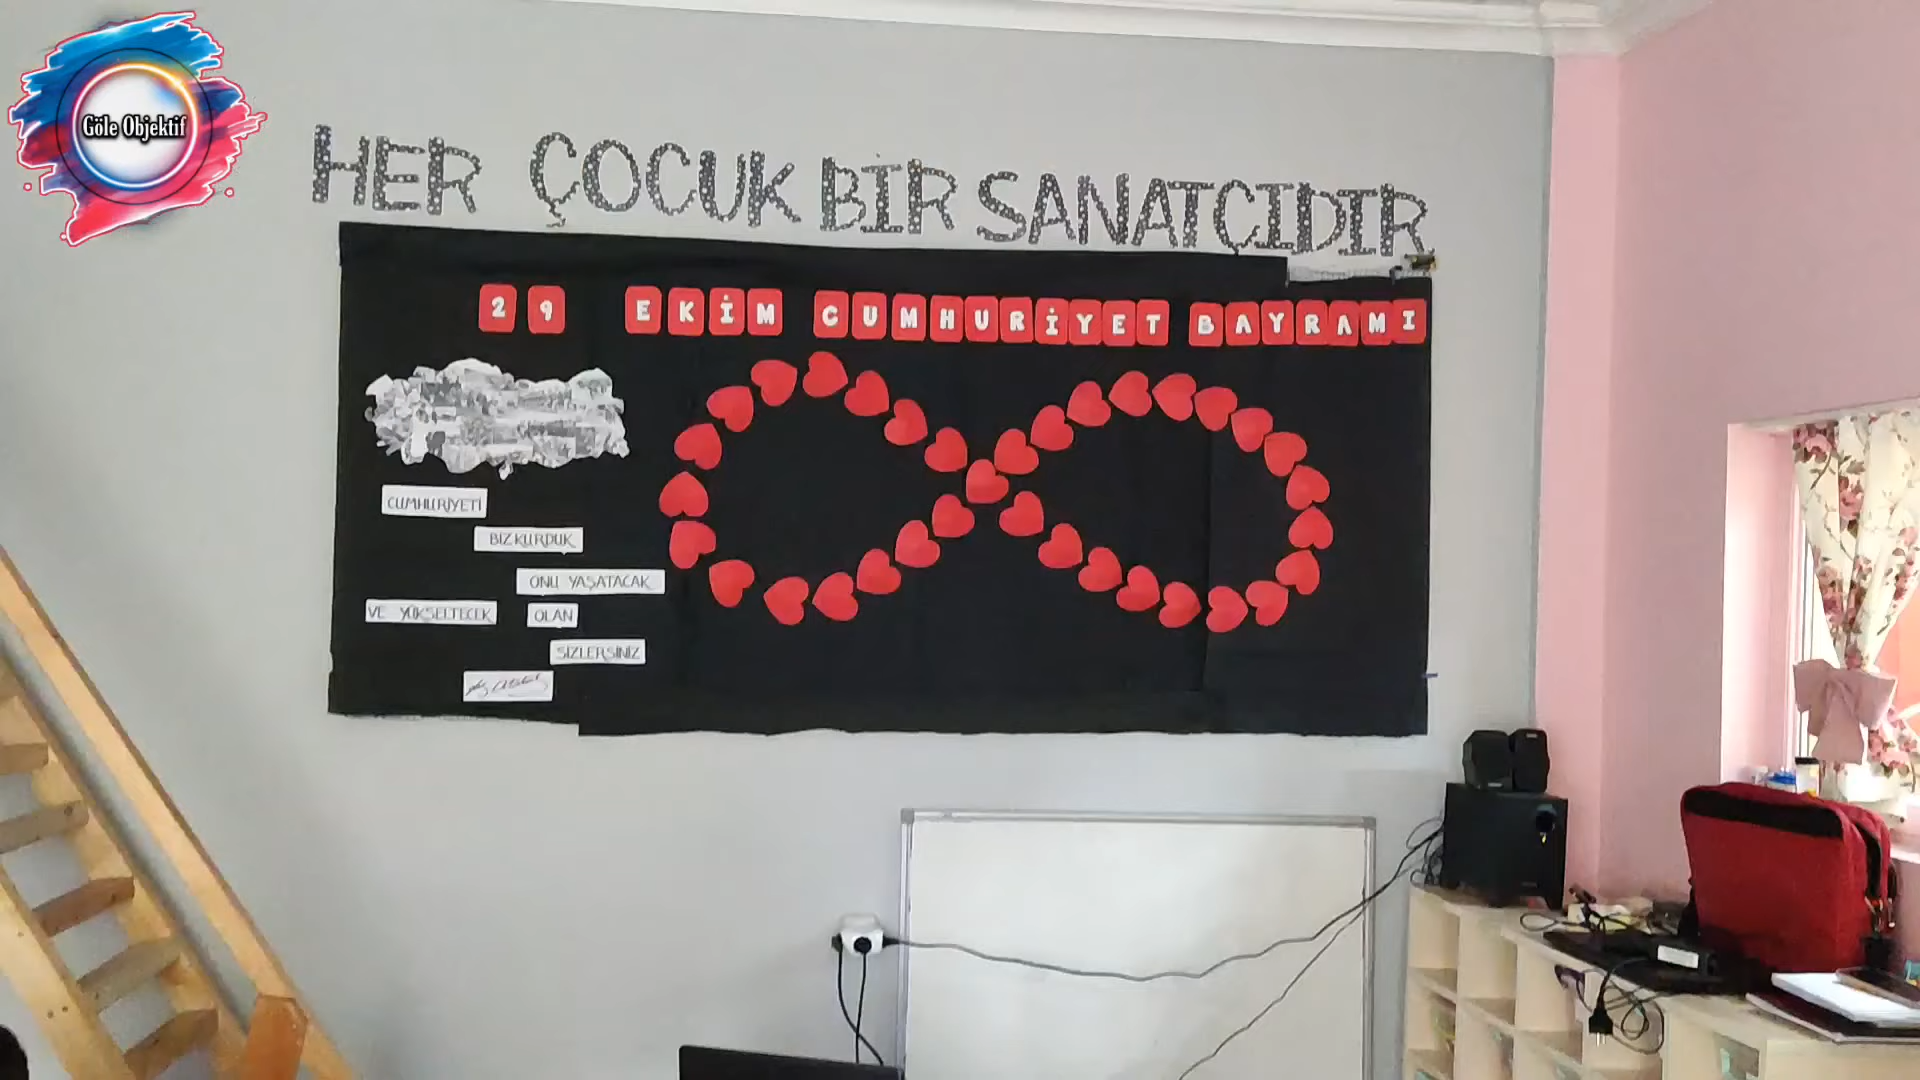 Göle Objektif
HER ÇOCUK BİR SANATÇIDIR
29 EKİM CUMHURİYET BAYRAMI
CUMHURİYETİ
BİZ KURDUK
ONU YAŞATACAK
VE YÜKSELTECEK OLAN
SİZLERSİNİZ